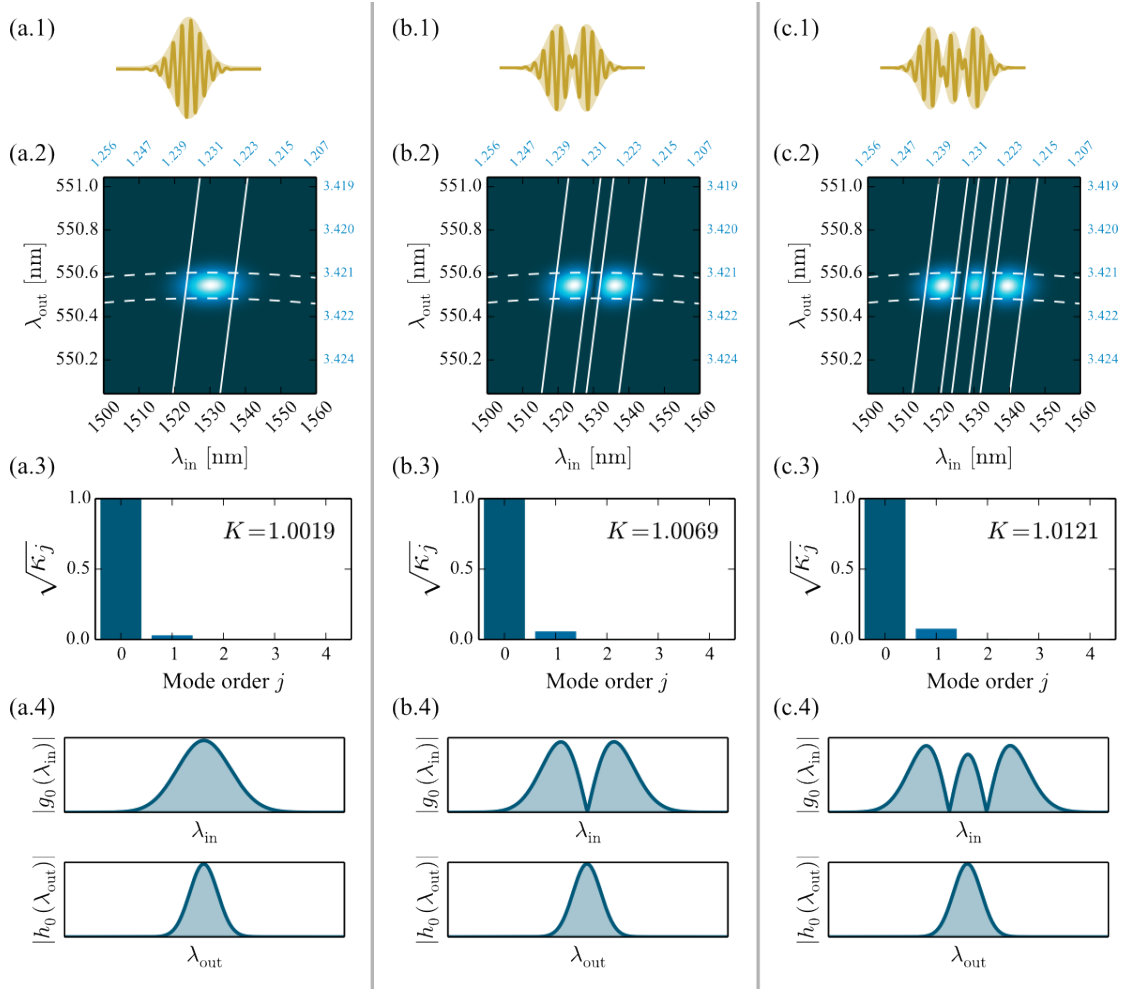 (a.1)
(b.1)
(c.1)
(a.2)
1.256 1.247 1.239 1.231 1.223 1.215 1.207
551.0
550.8
550.6
550.4
550.2
3.419
3.420
3.421
3.422
3.424
λout [nm]
1500 1510 1520 1530 1540 1550 1560
λin [nm]
(b.2)
1.256 1.247 1.239 1.231 1.223 1.215 1.207
551.0
550.8
550.6
550.4
550.2
3.419
3.420
3.421
3.422
3.424
λout [nm]
1500 1510 1520 1530 1540 1550 1560
λin [nm]
(c.2)
1.256 1.247 1.239 1.231 1.223 1.215 1.207
551.0
550.8
550.6
550.4
550.2
3.419
3.420
3.421
3.422
3.424
λout [nm]
1500 1510 1520 1530 1540 1550 1560
λin [nm]
(a.3)
1.0
0.5
0.0
√κj
K=1.0019
0 1 2 3 4
Mode order j
(b.3)
1.0
0.5
0.0
√κj
K=1.0069
0 1 2 3 4
Mode order j
(c.3)
1.0
0.5
0.0
√κj
K=1.0121
0 1 2 3 4
Mode order j
(a.4)
|g0(λin)|
λin
|h0(λout)|
λout
(b.4)
|g0(λin)|
λin
|h0(λout)|
λout
(c.4)
|g0(λin)|
λin
|h0(λout)|
λout